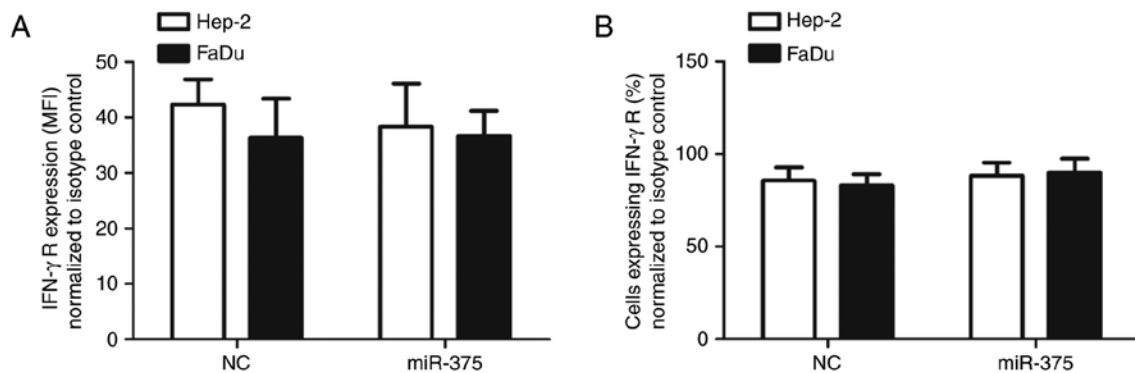 A
Hep-2
FaDu
IFN-γ R expression (MFI)
normalized to isotype control
50
40
30
20
10
0
NC
miR-375
B
Hep-2
FaDu
Cells expressing IFN-γ R (%)
normalized to isotype control
150
100
50
0
NC
miR-375